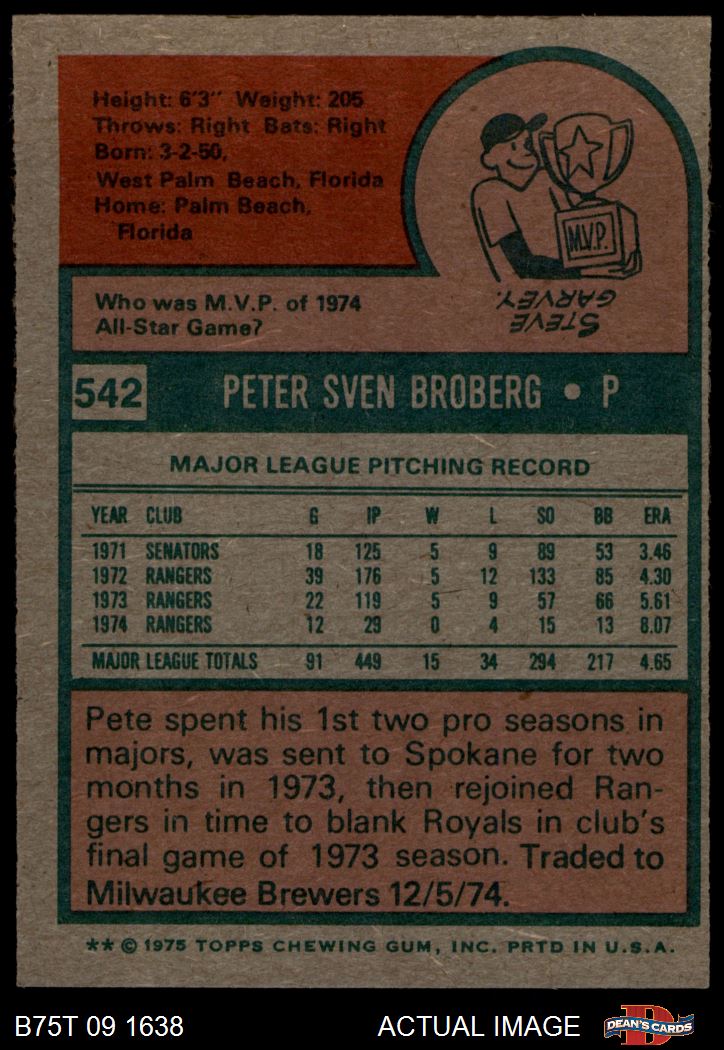 Height: 6'3" Weight: 205
Throws: Right Bats: Right
Born: 3-2-50,
West Palm Beach, Florida
Home: Palm Beach,
Florida
M.V.P.
STEVE
GARVEY.
Who was M.V.P. of 1974
All-Star Game?
542 PETER SVEN BROBERG • P
MAJOR LEAGUE PITCHING RECORD
YEAR CLUB G IP W L SO BB ERA
1971 SENATORS 18 125 5 9 89 53 3.46
1972 RANGERS 39 176 5 12 133 85 4.30
1973 RANGERS 22 119 5 9 57 66 5.61
1974 RANGERS 12 29 0 4 15 13 8.07
MAJOR LEAGUE TOTALS 91 449 15 34 294 217 4.65
Pete spent his 1st two pro seasons in
majors, was sent to Spokane for two
months in 1973, then rejoined Ran-
gers in time to blank Royals in club's
final game of 1973 season. Traded to
Milwaukee Brewers 12/5/74.
** © 1975 TOPPS CHEWING GUM, INC. PRTD IN U.S.A.
B75T 09 1638 ACTUAL IMAGE D DEAN'S CARDS